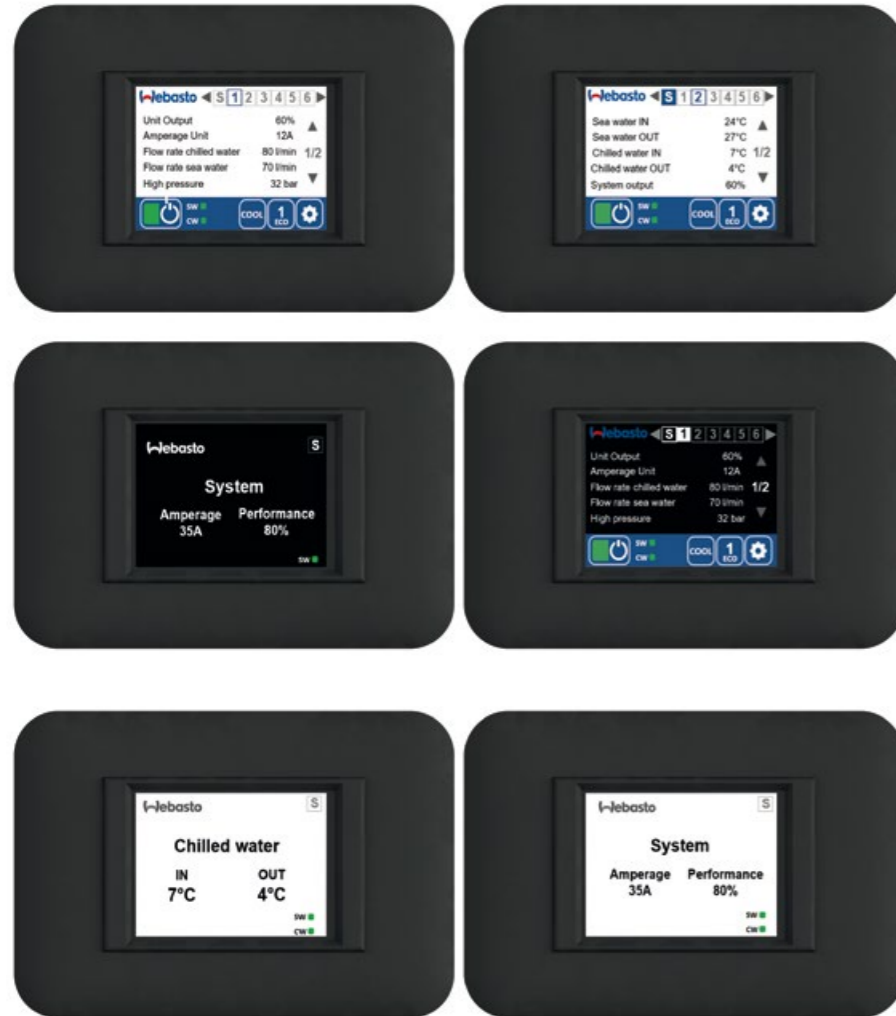 Webasto S 1 2 3 4 5 6
Unit Output 60%
Amperage Unit 12A
Flow rate chilled water 80 l/min 1/2
Flow rate sea water 70 l/min
High pressure 32 bar
SW
CW
COOL
1
ECO
Webasto S 1 2 3 4 5 6
Sea water IN 24°C
Sea water OUT 27°C
Chilled water IN 7°C 1/2
Chilled water OUT 4°C
System output 60%
SW
CW
COOL
1
ECO
Webasto S
System
Amperage Performance
35A 80%
SW
Webasto S 1 2 3 4 5 6
Unit Output 60%
Amperage Unit 12A
Flow rate chilled water 80 l/min 1/2
Flow rate sea water 70 l/min
High pressure 32 bar
SW
CW
COOL
1
ECO
Webasto S
Chilled water
IN OUT
7°C 4°C
SW
CW
Webasto S
System
Amperage Performance
35A 80%
SW
CW